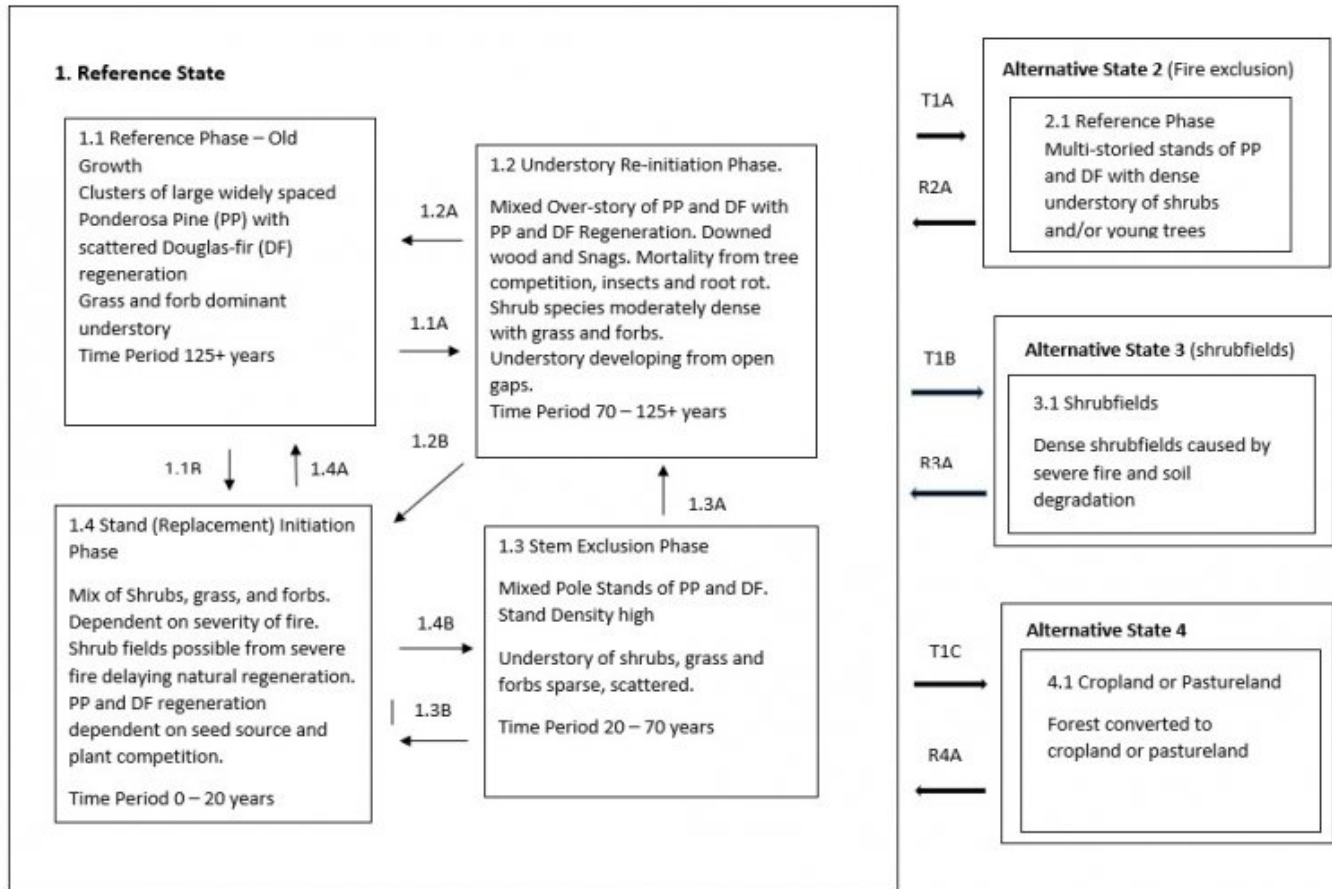 1. Reference State
1.1 Reference Phase – Old
Growth
Clusters of large widely spaced
Ponderosa Pine (PP) with
scattered Douglas-fir (DF)
regeneration
Grass and forb dominant
understory
Time Period 125+ years
1.2A
1.1A
1.2 Understory Re-initiation Phase.
Mixed Over-story of PP and DF with
PP and DF Regeneration. Downed
wood and Snags. Mortality from tree
competition, insects and root rot.
Shrub species moderately dense
with grass and forbs.
Understory developing from open
gaps.
Time Period 70 – 125+ years
1.1B
1.4A
1.2B
1.3A
1.4 Stand (Replacement) Initiation
Phase
Mix of Shrubs, grass, and forbs.
Dependent on severity of fire.
Shrub fields possible from severe
fire delaying natural regeneration.
PP and DF regeneration
dependent on seed source and
plant competition.
Time Period 0 – 20 years
1.4B
1.3B
1.3 Stem Exclusion Phase
Mixed Pole Stands of PP and DF.
Stand Density high
Understory of shrubs, grass and
forbs sparse, scattered.
Time Period 20 – 70 years
T1A
R2A
Alternative State 2 (Fire exclusion)
2.1 Reference Phase
Multi-storied stands of PP
and DF with dense
understory of shrubs
and/or young trees
T1B
R3A
Alternative State 3 (shrubfields)
3.1 Shrubfields
Dense shrubfields caused by
severe fire and soil
degradation
T1C
R4A
Alternative State 4
4.1 Cropland or Pastureland
Forest converted to
cropland or pastureland